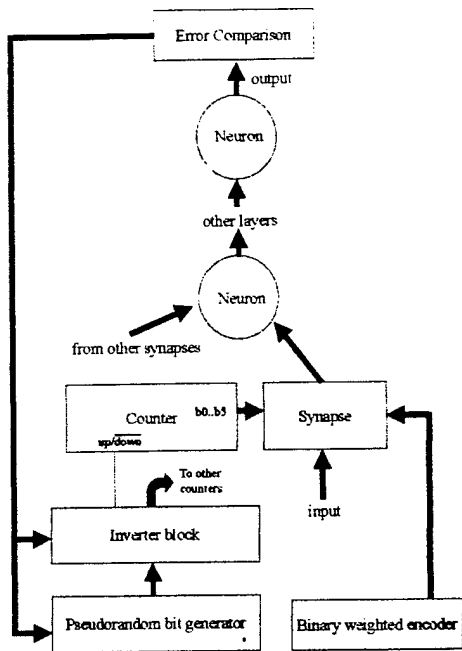 Error Comparison
output
Neuron
other layers
Neuron
from other synapses
Counter b0..b5
up/down
Synapse
To other
counters
input
Inverter block
Pseudorandom bit generator
Binary weighted encoder